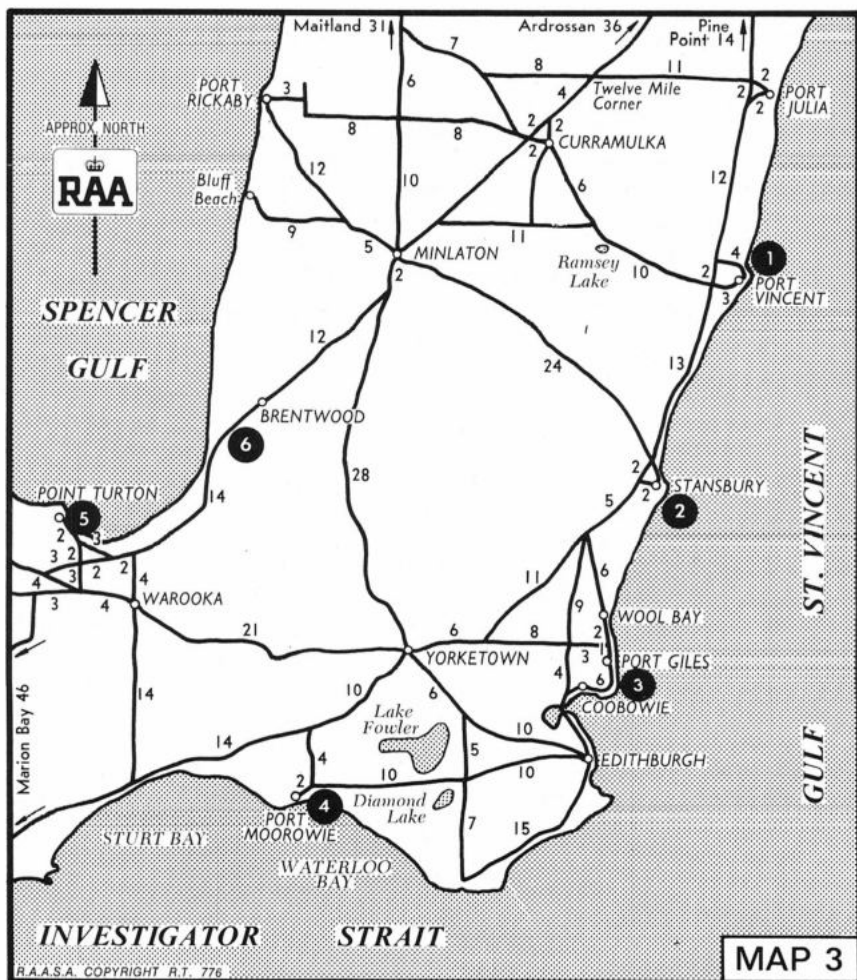 Maitland 31
Ardrossan 36
Pine
Point 14
7
8
11
2
PORT
RICKABY
3
6
4
Twelve Mile
Corner
2
2
PORT
JULIA
APPROX. NORTH
RAA
8
8
2
2
2
CURRAMULKA
12
12
Bluff
Beach
10
6
9
5
11
MINLATON
2
Ramsey
Lake
10
2
4
1
3
PORT
VINCENT
SPENCER
GULF
12
24
13
BRENTWOOD
6
28
ST. VINCENT
GULF
2
2
STANSBURY
2
POINT TURTON
5
14
5
2
3
3
2
2
2
4
3
4
3
4
WAROOKA
11
6
9
WOOL BAY
2
21
6
8
1
YORKETOWN
3
PORT GILES
4
6
3
COOBOWIE
Marion Bay 46
14
10
6
10
14
Lake
Fowler
4
5
EDITHBURGH
10
10
2
4
PORT
MOOROWIE
Diamond
Lake
7
15
STURT BAY
WATERLOO
BAY
INVESTIGATOR STRAIT
R.A.A.S.A. COPYRIGHT R.T. 776
MAP 3